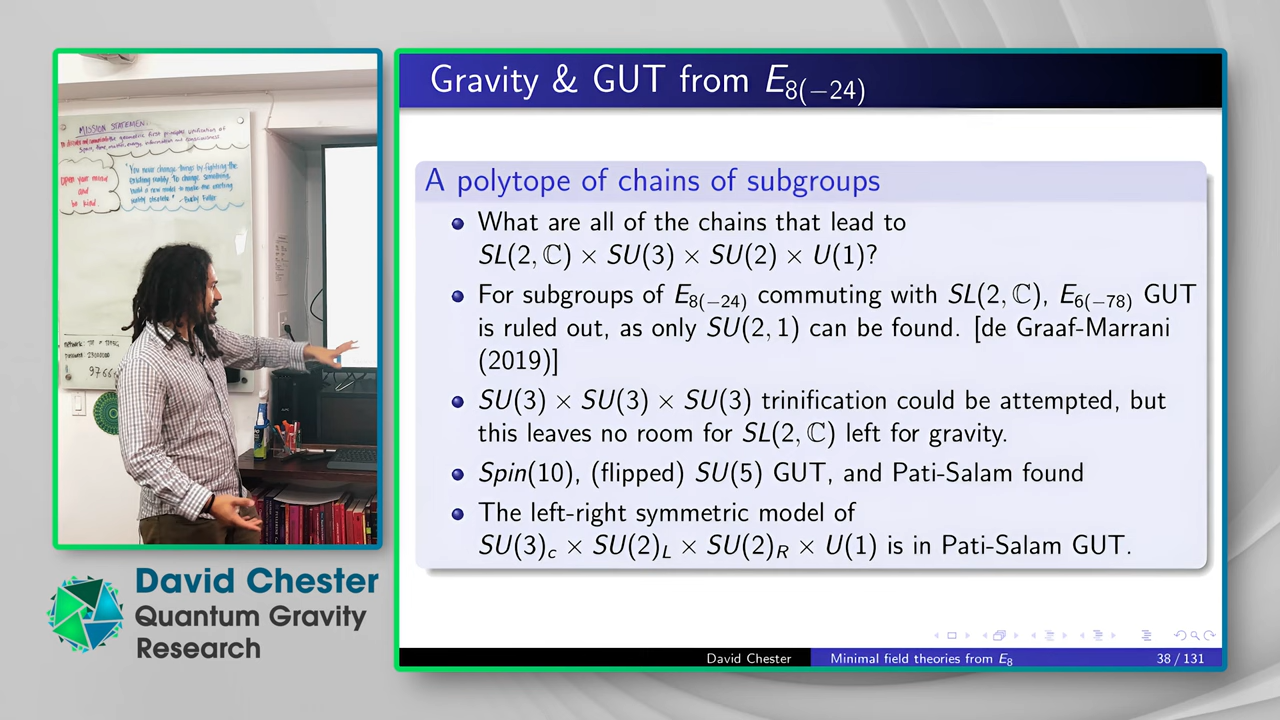 MISSION STATEMEN
"You never change things by fighting the
existing reality. To change something,
build a new model to make the existing
reality obsolete." - Bucky Fuller
open your mind
and
be kind.
Gravity & GUT from E8(−24)
A polytope of chains of subgroups
What are all of the chains that lead to
SL(2, ℂ) × SU(3) × SU(2) × U(1)?
For subgroups of E8(−24) commuting with SL(2, ℂ), E6(−78) GUT
is ruled out, as only SU(2, 1) can be found. [de Graaf-Marrani
(2019)]
SU(3) × SU(3) × SU(3) trinification could be attempted, but
this leaves no room for SL(2, ℂ) left for gravity.
Spin(10), (flipped) SU(5) GUT, and Pati-Salam found
The left-right symmetric model of
SU(3)c × SU(2)L × SU(2)R × U(1) is in Pati-Salam GUT.
David Chester
Minimal field theories from E8
38 / 131
David Chester
Quantum Gravity
Research